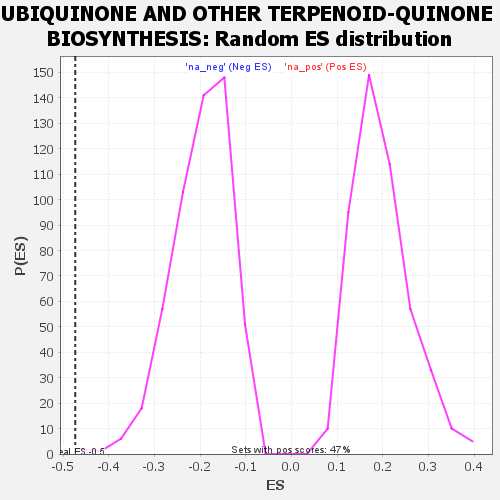 UBIQUINONE AND OTHER TERPENOID-QUINONE
BIOSYNTHESIS: Random ES distribution
'na_neg' (Neg ES) 'na_pos' (Pos ES)
150
140
130
120
110
100
90
80
70
60
50
40
30
20
10
0
P(ES)
ES -0.5
Sets with pos scores: 47%
-0.5 -0.4 -0.3 -0.2 -0.1 0.0 0.1 0.2 0.3 0.4
ES